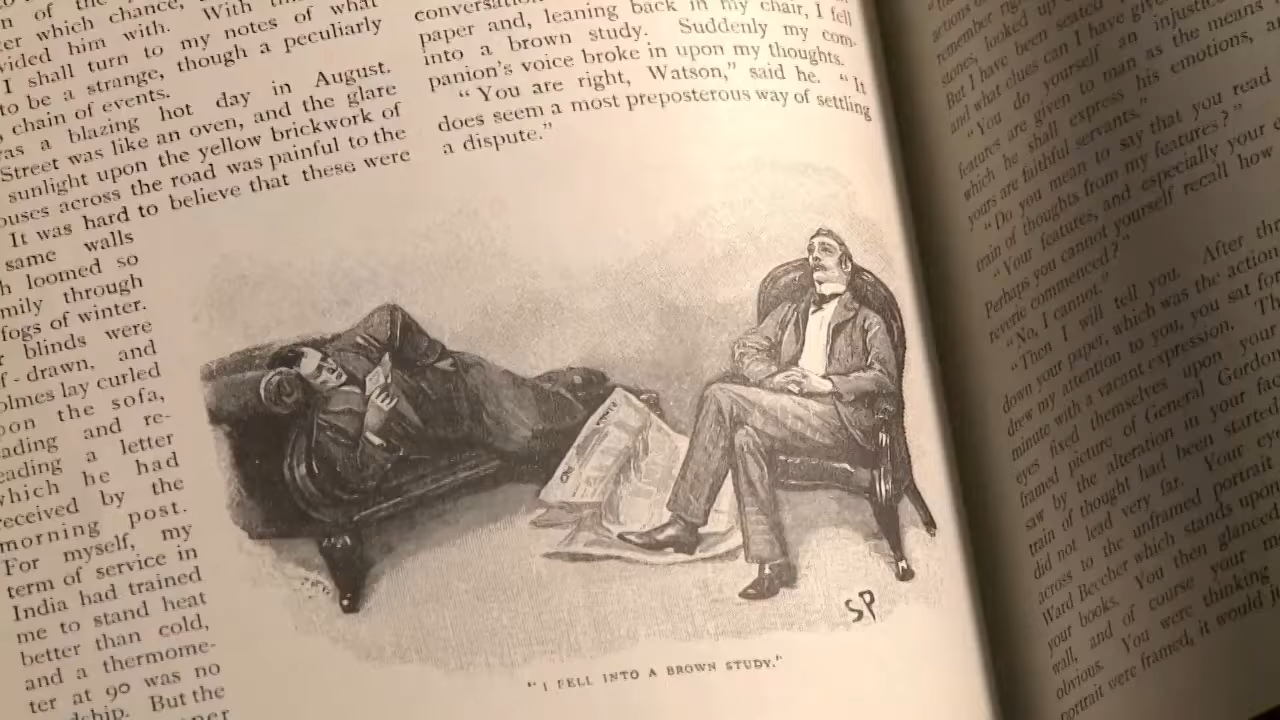 n of the
er which chance,
vided him with. With
I shall turn to my notes of what
to be a strange, though a peculiarly
chain of events.
as a blazing hot day in August.
Street was like an oven, and the glare
sunlight upon the yellow brickwork of
ouses across the road was painful to the
It was hard to believe that these were
same walls
h loomed so
mily through
fogs of winter.
r blinds were
f-drawn, and
olmes lay curled
pon the sofa,
ading and re-
eading a letter
which he had
received by the
morning post.
For myself, my
term of service in
India had trained
me to stand heat
better than cold,
and a thermome-
ter at 90 was no
dship. But the
per
conversation
paper and, leaning back in my chair, I fell
into a brown study. Suddenly my com-
panion's voice broke in upon my thoughts.
"You are right, Watson," said he. "It
does seem a most preposterous way of settling
a dispute."
SP
"I FELL INTO A BROWN STUDY."
actions of
remember rig
stones, looked up
But I have been seated
and what clues can I have giv
"You do yourself an injustic
features are given to man as the means
which he shall express his emotions, a
yours are faithful servants."
"Do you mean to say that you read
train of thoughts from my features?"
"Your features, and especially your
Perhaps you cannot yourself recall how
reverie commenced?"
"No, I cannot."
"Then I will tell you. After thr
down your paper, which was the action
drew my attention to you, you sat for
minute with a vacant expression. Th
eyes fixed themselves upon your
framed picture of General Gordon
saw by the alteration in your fac
train of thought had been started
did not lead very far. Your eye
across to the unframed portrait
Ward Beecher which stands upon
your books. You then glanced
wall, and of course your m
obvious. You were thinking
portrait were framed, it would j